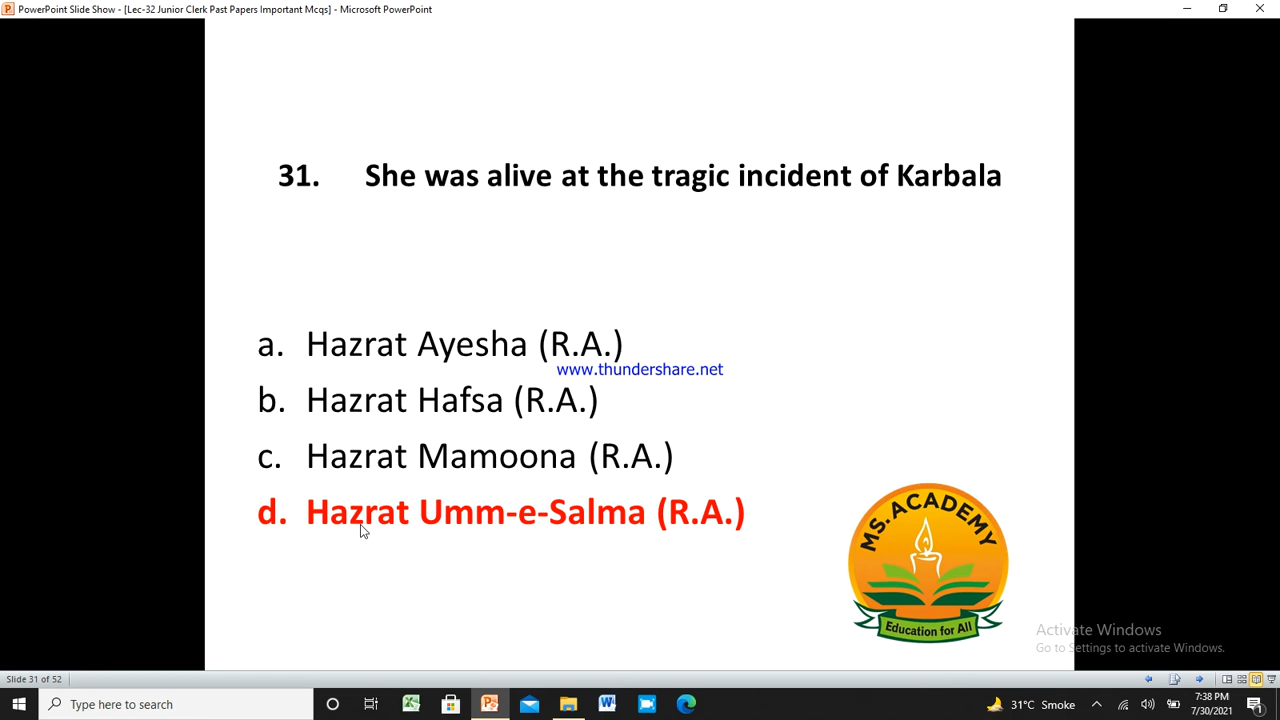 PowerPoint Slide Show - [Lec-32 Junior Clerk Past Papers Important Mcqs] - Microsoft PowerPoint
31. She was alive at the tragic incident of Karbala
a. Hazrat Ayesha (R.A.)
www.thundershare.net
b. Hazrat Hafsa (R.A.)
c. Hazrat Mamoona (R.A.)
d. Hazrat Umm-e-Salma (R.A.)
MS.ACADEMY
Education for All
Activate Windows
Go to Settings to activate Windows.
Slide 31 of 52
Type here to search
31°C Smoke
7:38 PM
7/30/2021
1